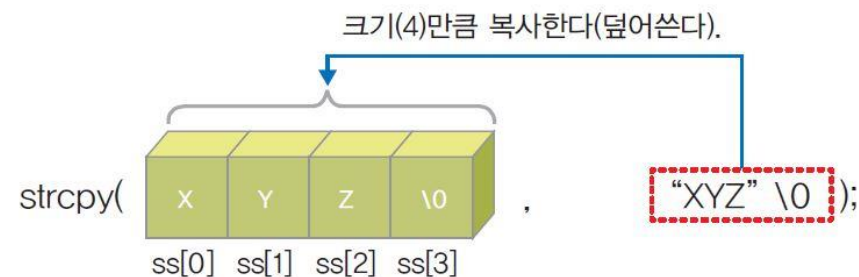 크기(4)만큼 복사한다(덮어쓴다).
strcpy( X Y Z \0 , “XYZ” \0 );
ss[0] ss[1] ss[2] ss[3]